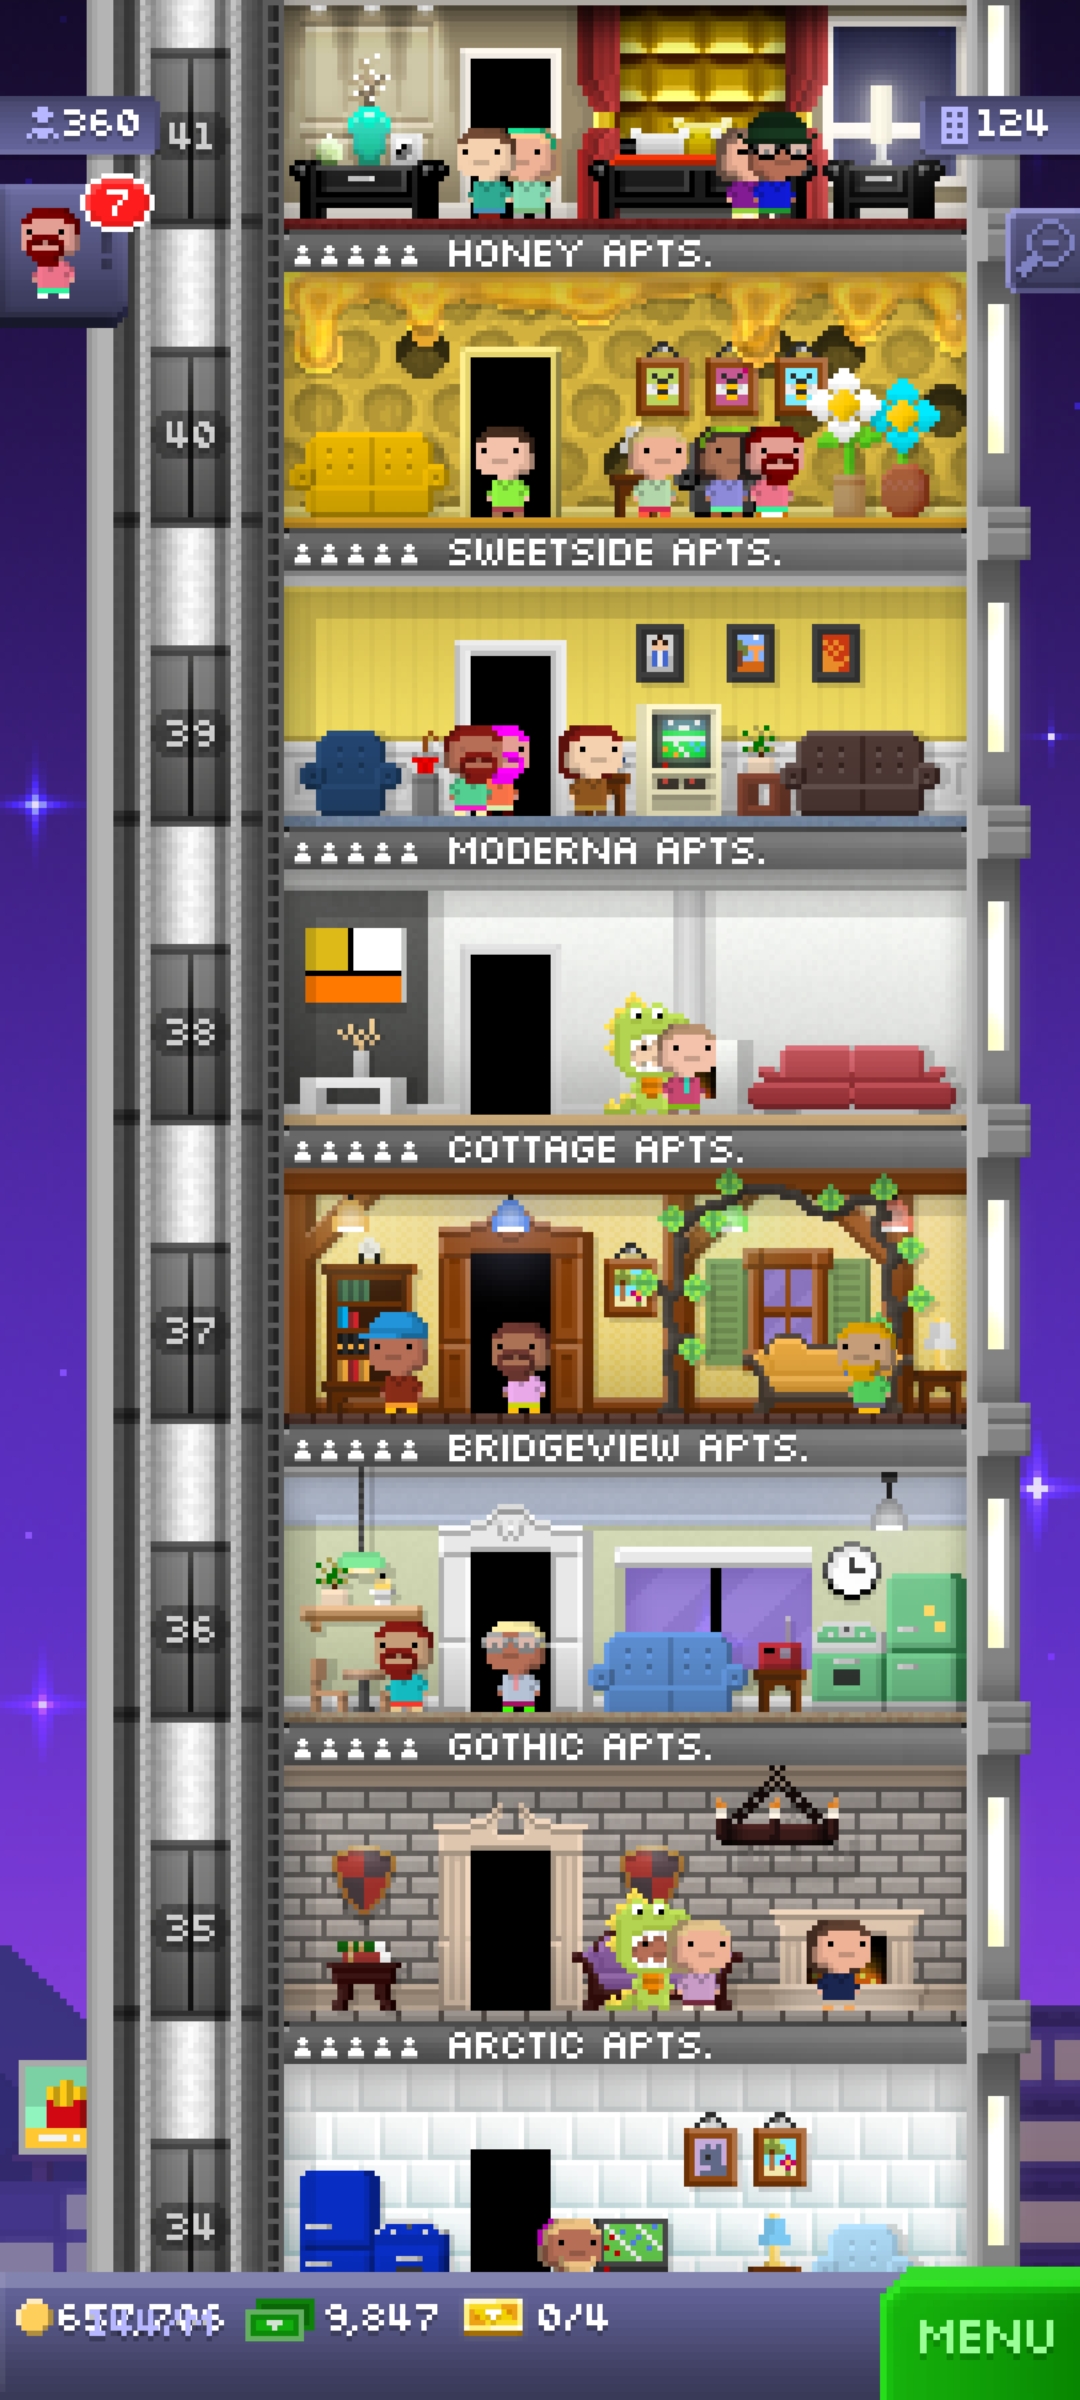 360
41
124
7
HONEY APTS.
40
SWEETSIDE APTS.
39
MODERNA APTS.
38
COTTAGE APTS.
37
BRIDGEVIEW APTS.
36
GOTHIC APTS.
35
ARCTIC APTS.
34
9,847
0/4
MENU